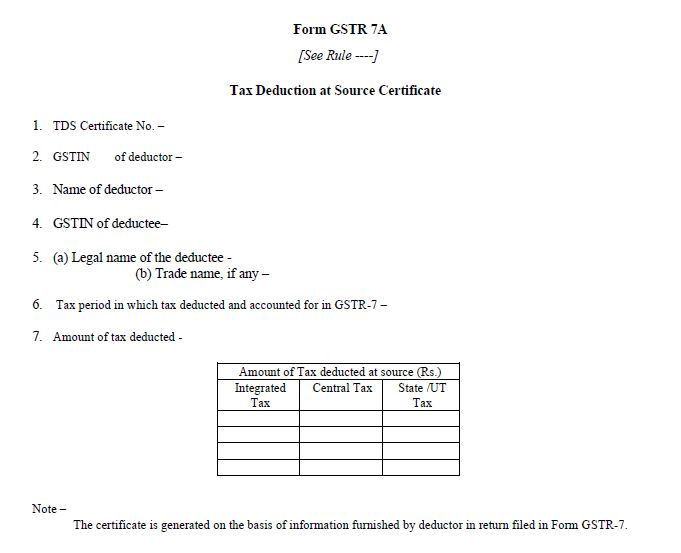 Form GSTR 7A
[See Rule ----]
Tax Deduction at Source Certificate
1. TDS Certificate No. –
2. GSTIN of deductor –
3. Name of deductor –
4. GSTIN of deductee–
5. (a) Legal name of the deductee -
(b) Trade name, if any –
6. Tax period in which tax deducted and accounted for in GSTR-7 –
7. Amount of tax deducted -
Amount of Tax deducted at source (Rs.)
Integrated Tax
Central Tax
State /UT Tax
Note –
The certificate is generated on the basis of information furnished by deductor in return filed in Form GSTR-7.